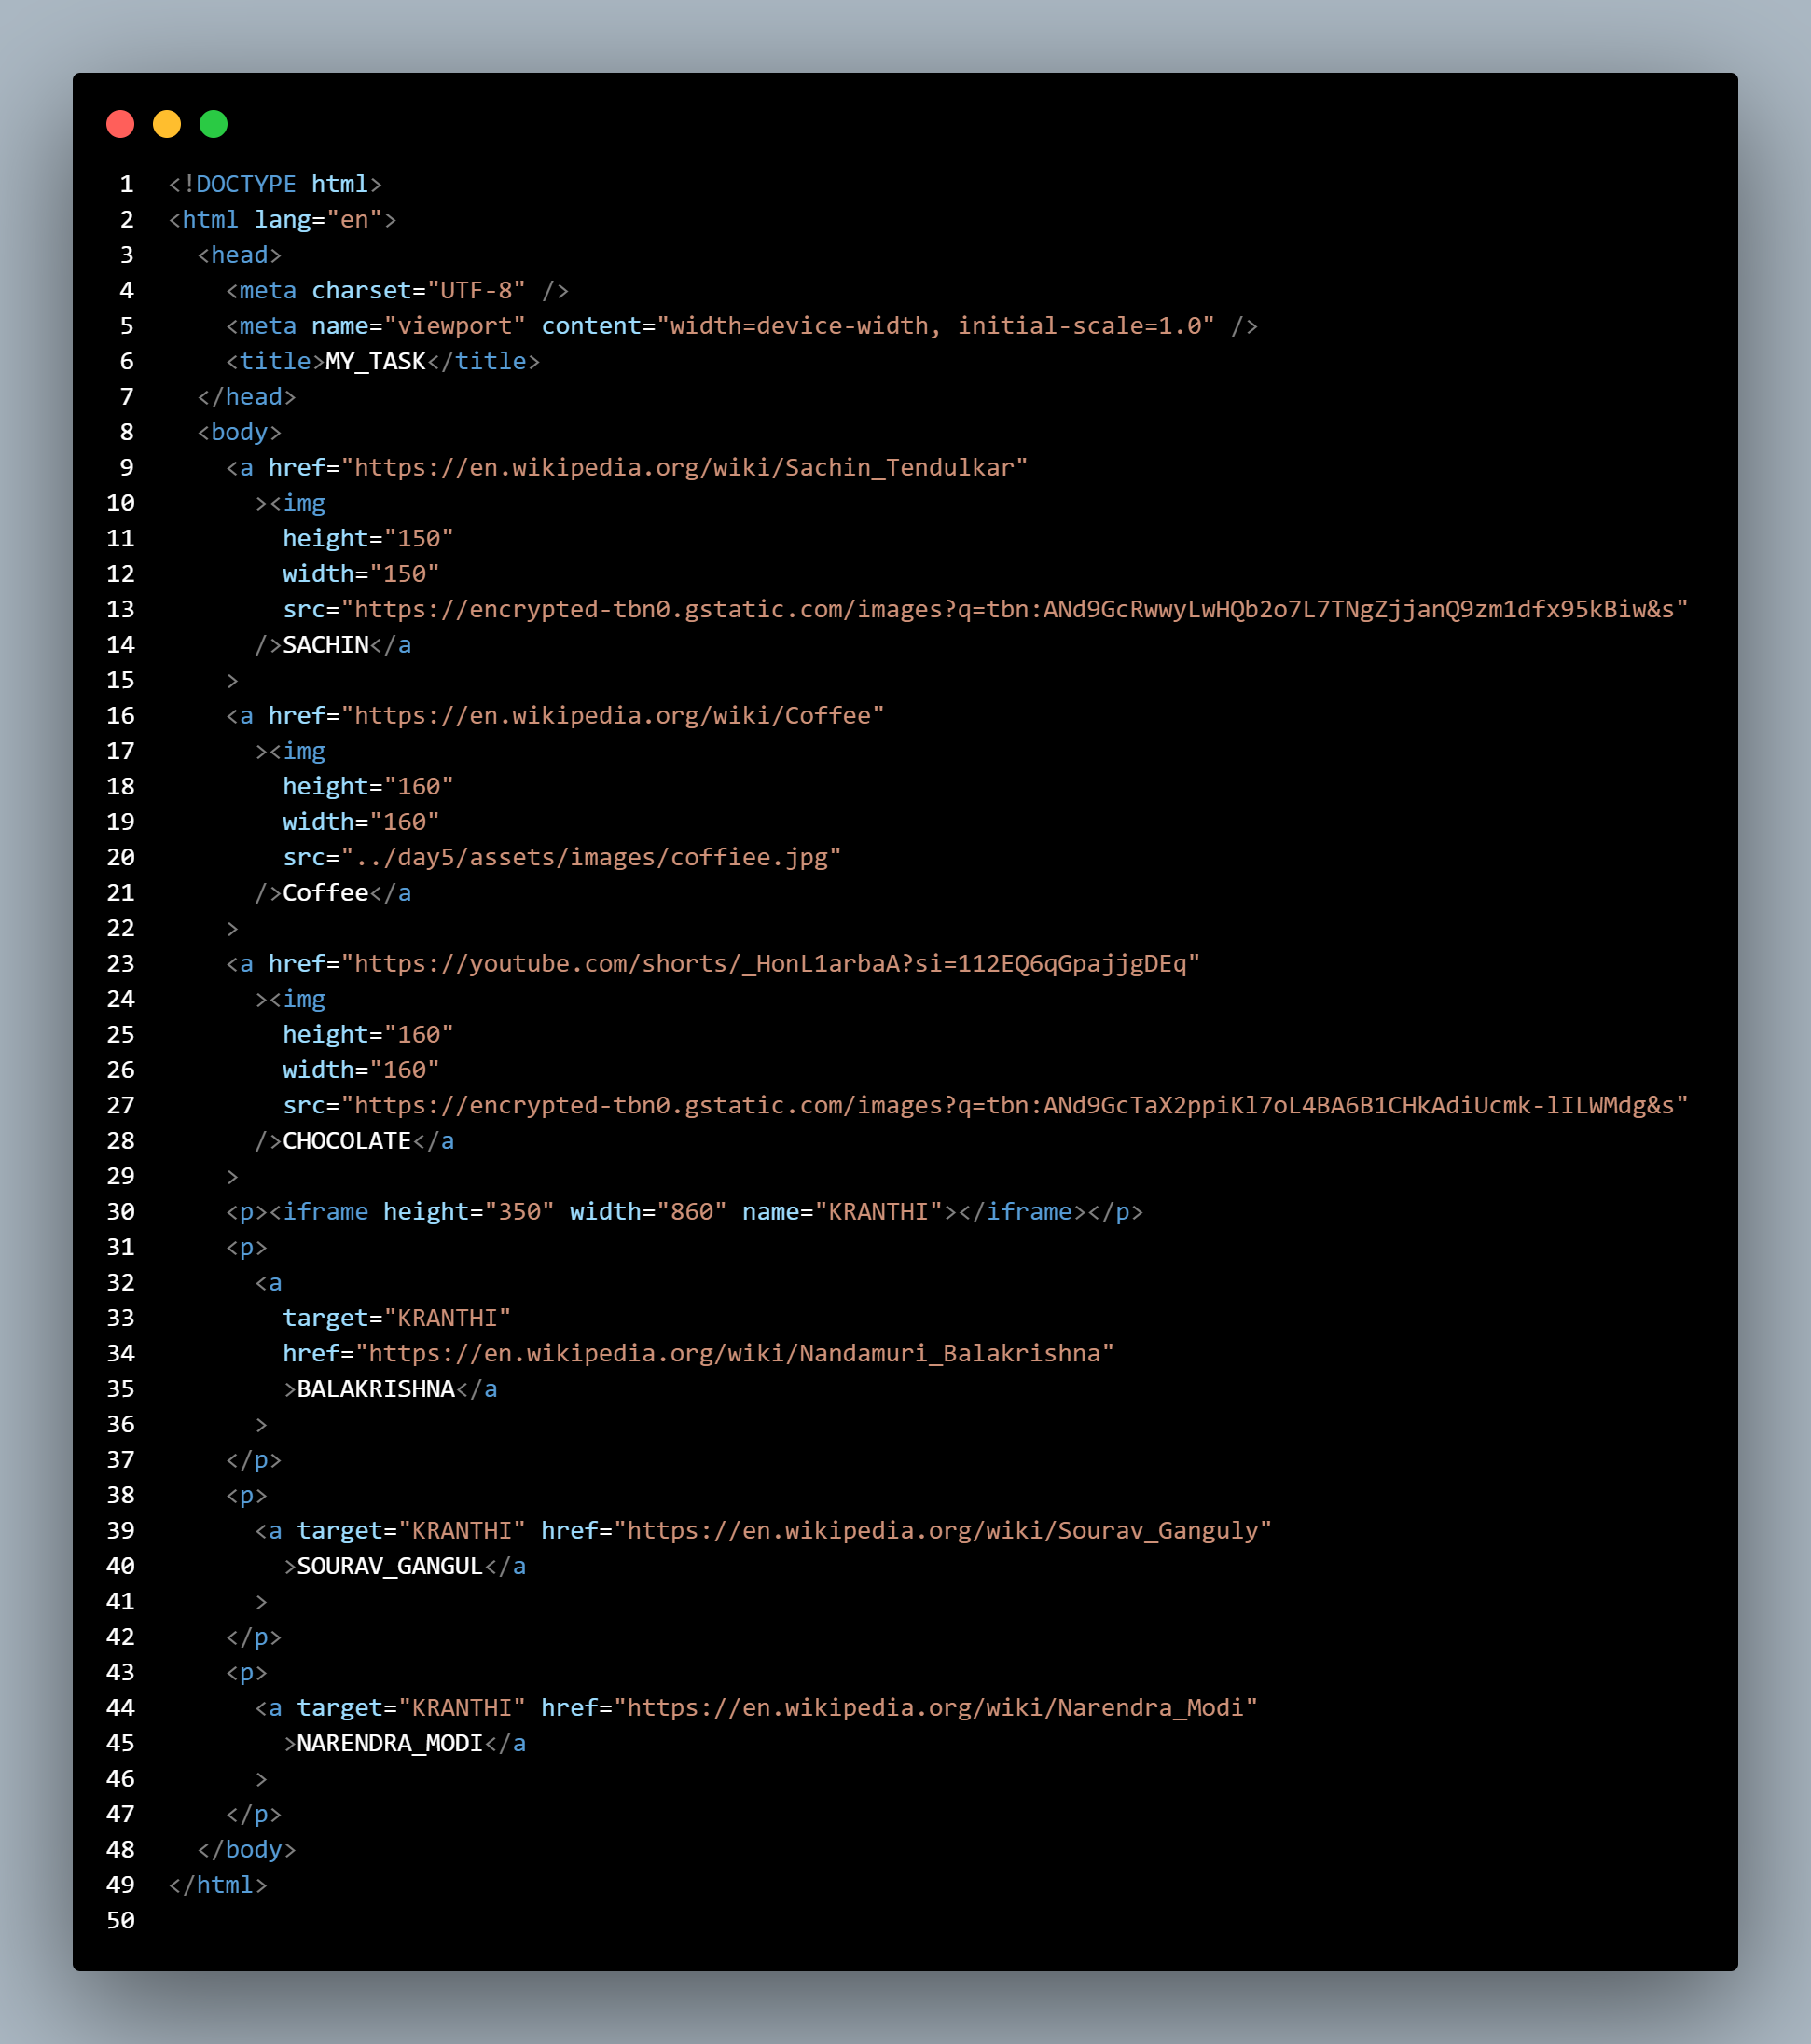 1 <!DOCTYPE html>
2 <html lang="en">
3   <head>
4     <meta charset="UTF-8" />
5     <meta name="viewport" content="width=device-width, initial-scale=1.0" />
6     <title>MY_TASK</title>
7   </head>
8   <body>
9     <a href="https://en.wikipedia.org/wiki/Sachin_Tendulkar"
10       ><img
11         height="150"
12         width="150"
13         src="https://encrypted-tbn0.gstatic.com/images?q=tbn:ANd9GcRwwyLwHQb2o7L7TNgZjjanQ9zm1dfx95kBiw&s"
14       />SACHIN</a
15     >
16     <a href="https://en.wikipedia.org/wiki/Coffee"
17       ><img
18         height="160"
19         width="160"
20         src="../day5/assets/images/coffiee.jpg"
21       />Coffee</a
22     >
23     <a href="https://youtube.com/shorts/_HonL1arbaA?si=112EQ6qGpajjgDEq"
24       ><img
25         height="160"
26         width="160"
27         src="https://encrypted-tbn0.gstatic.com/images?q=tbn:ANd9GcTaX2ppiKl7oL4BA6B1CHkAdiUcmk-lILWMdg&s"
28       />CHOCOLATE</a
29     >
30     <p><iframe height="350" width="860" name="KRANTHI"></iframe></p>
31     <p>
32       <a
33         target="KRANTHI"
34         href="https://en.wikipedia.org/wiki/Nandamuri_Balakrishna"
35         >BALAKRISHNA</a
36       >
37     </p>
38     <p>
39       <a target="KRANTHI" href="https://en.wikipedia.org/wiki/Sourav_Ganguly"
40         >SOURAV_GANGUL</a
41       >
42     </p>
43     <p>
44       <a target="KRANTHI" href="https://en.wikipedia.org/wiki/Narendra_Modi"
45         >NARENDRA_MODI</a
46       >
47     </p>
48   </body>
49 </html>
50